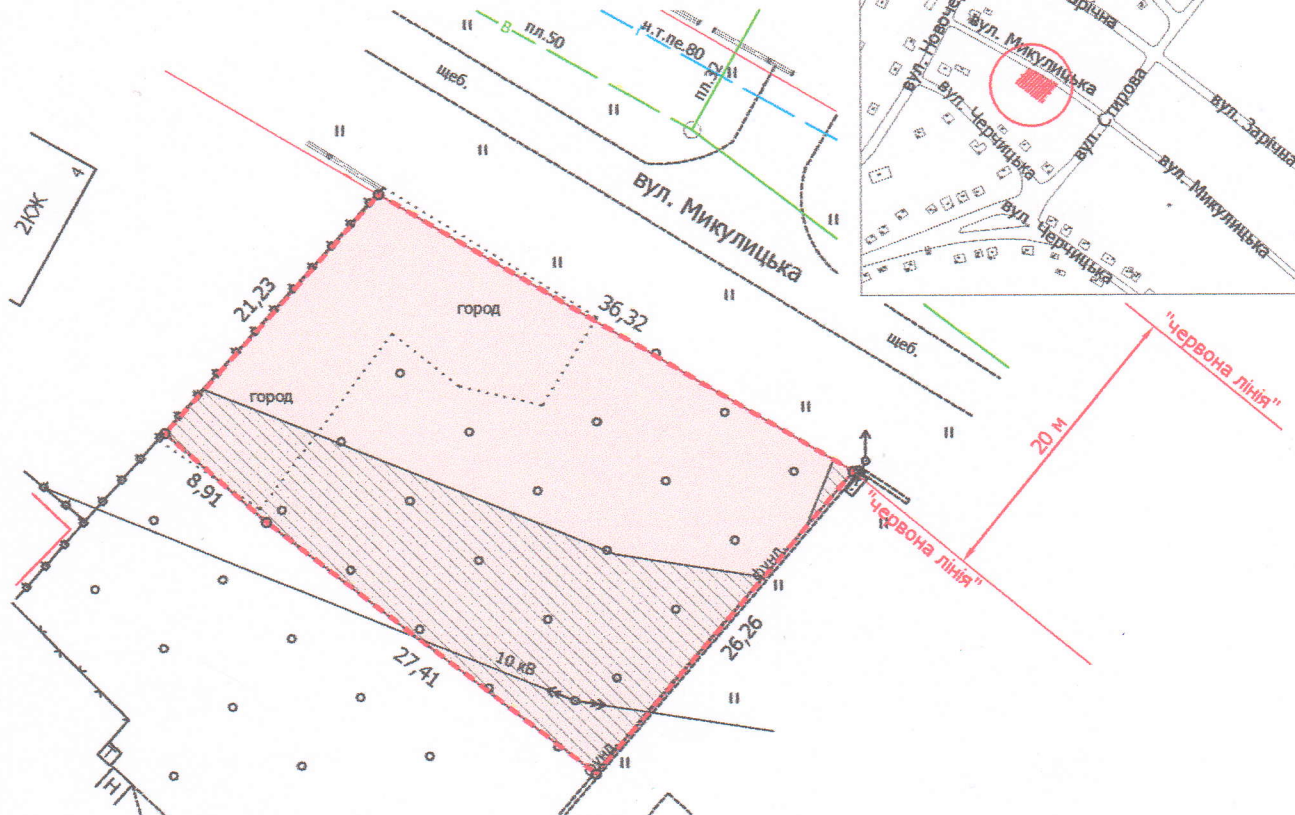 В
пл.50
н.т.пе.80
Г
пл.32
щеб.
вул. Микулицька
щеб.
2КЖ
4
21,23
36,32
город
город
8,91
27,41
26,26
10 кВ
фунд.
Т
Н
"червона лінія"
"червона лінія"
20 м
вул. Микулицька
вул. Черчицька
вул. Стирова
вул. Зарічна
вул. Микулицька
вул. Черчицька